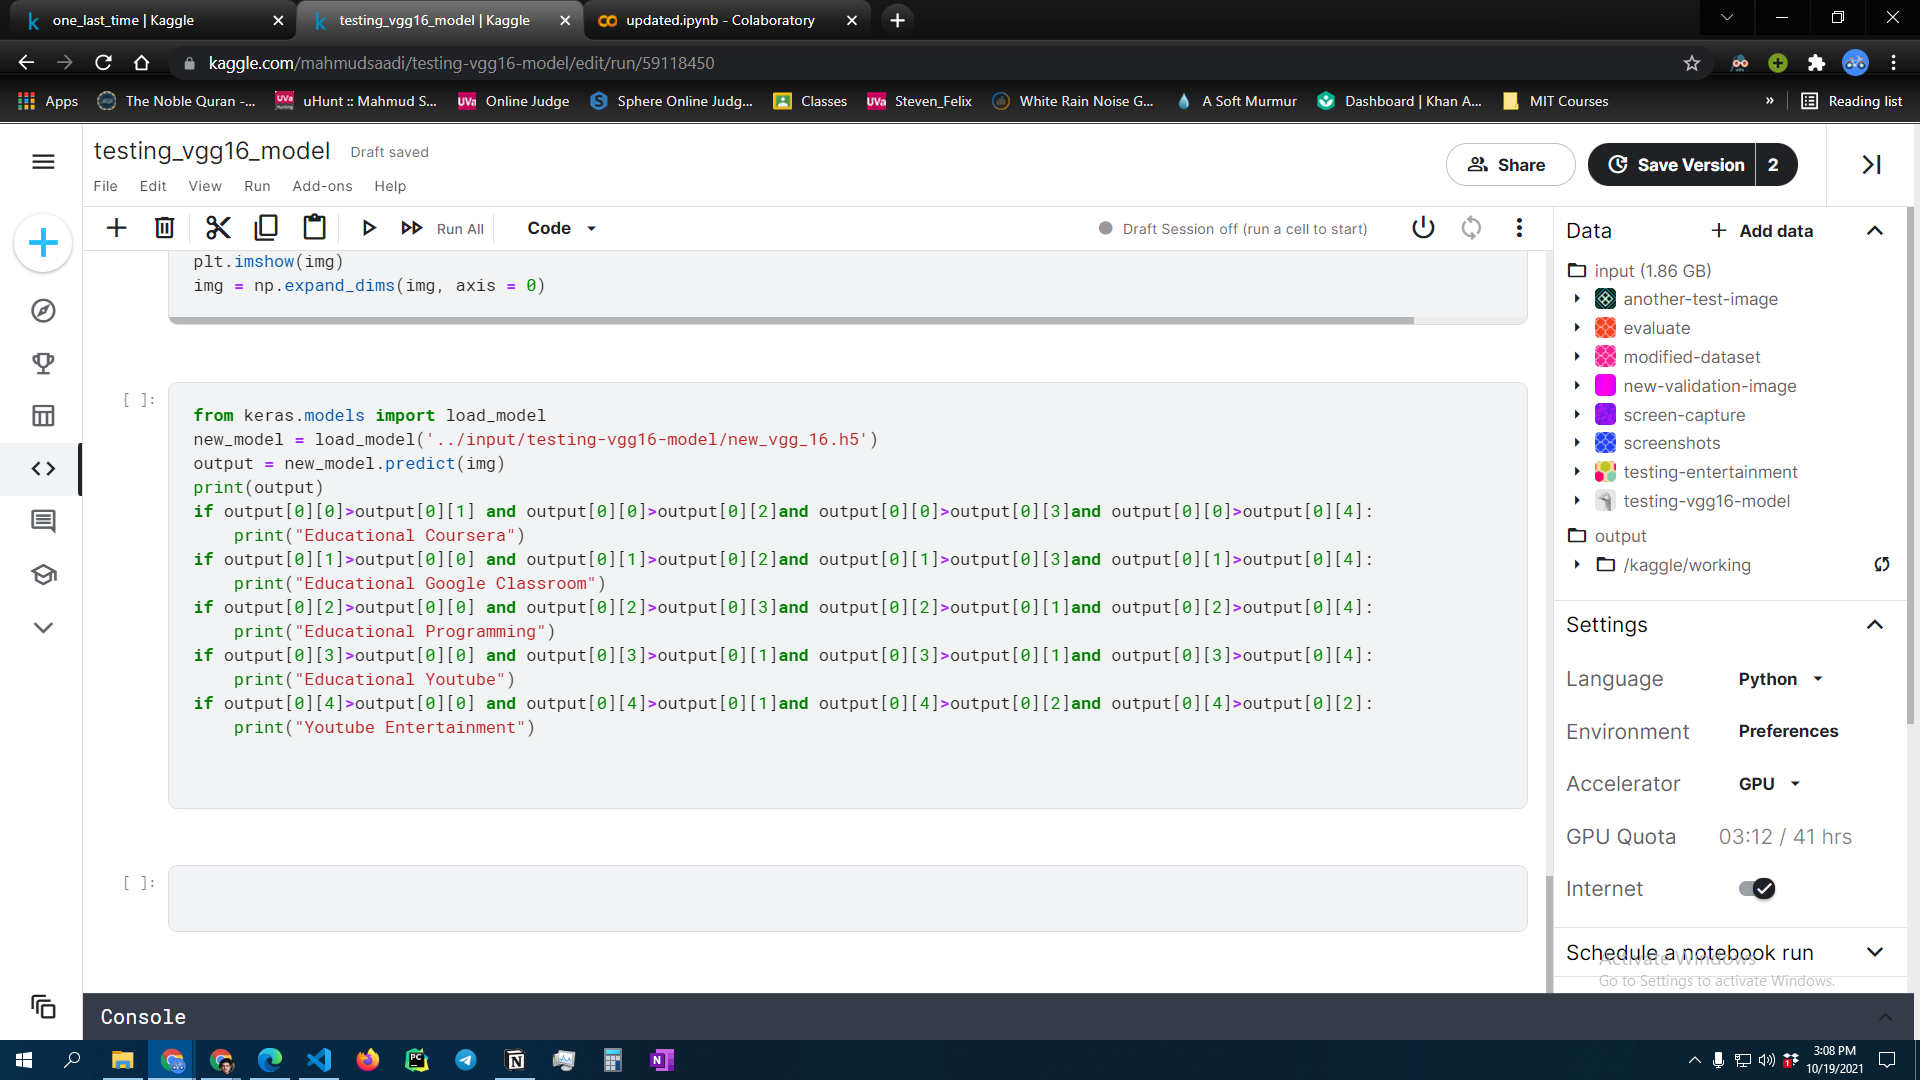 one_last_time | Kaggle
testing_vgg16_model | Kaggle
updated.ipynb - Colaboratory
kaggle.com/mahmudsaadi/testing-vgg16-model/edit/run/59118450
Apps
The Noble Quran -...
uHunt :: Mahmud S...
Online Judge
Sphere Online Judg...
Classes
Steven_Felix
White Rain Noise G...
A Soft Murmur
Dashboard | Khan A...
MIT Courses
»
Reading list
testing_vgg16_model
Draft saved
Share
Save Version
2
File
Edit
View
Run
Add-ons
Help
Run All
Code
Draft Session off (run a cell to start)
plt.imshow(img)
img = np.expand_dims(img, axis = 0)
[ ]:
from keras.models import load_model
new_model = load_model('../input/testing-vgg16-model/new_vgg_16.h5')
output = new_model.predict(img)
print(output)
if output[0][0]>output[0][1] and output[0][0]>output[0][2]and output[0][0]>output[0][3]and output[0][0]>output[0][4]:
    print("Educational Coursera")
if output[0][1]>output[0][0] and output[0][1]>output[0][2]and output[0][1]>output[0][3]and output[0][1]>output[0][4]:
    print("Educational Google Classroom")
if output[0][2]>output[0][0] and output[0][2]>output[0][3]and output[0][2]>output[0][1]and output[0][2]>output[0][4]:
    print("Educational Programming")
if output[0][3]>output[0][0] and output[0][3]>output[0][1]and output[0][3]>output[0][1]and output[0][3]>output[0][4]:
    print("Educational Youtube")
if output[0][4]>output[0][0] and output[0][4]>output[0][1]and output[0][4]>output[0][2]and output[0][4]>output[0][2]:
    print("Youtube Entertainment")
[ ]:
Data
+ Add data
input (1.86 GB)
another-test-image
evaluate
modified-dataset
new-validation-image
screen-capture
screenshots
testing-entertainment
testing-vgg16-model
output
/kaggle/working
Settings
Language
Python
Environment
Preferences
Accelerator
GPU
GPU Quota
03:12 / 41 hrs
Internet
Schedule a notebook run
Activate Windows
Go to Settings to activate Windows.
Console
3:08 PM
10/19/2021